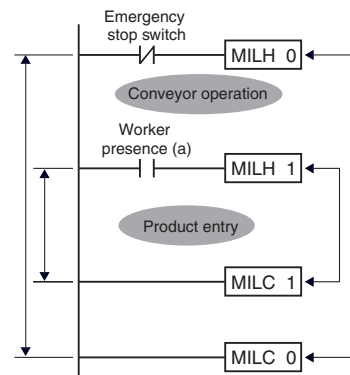 Emergency
stop switch
MILH 0
Conveyor operation
Worker
presence (a)
MILH 1
Product entry
MILC 1
MILC 0